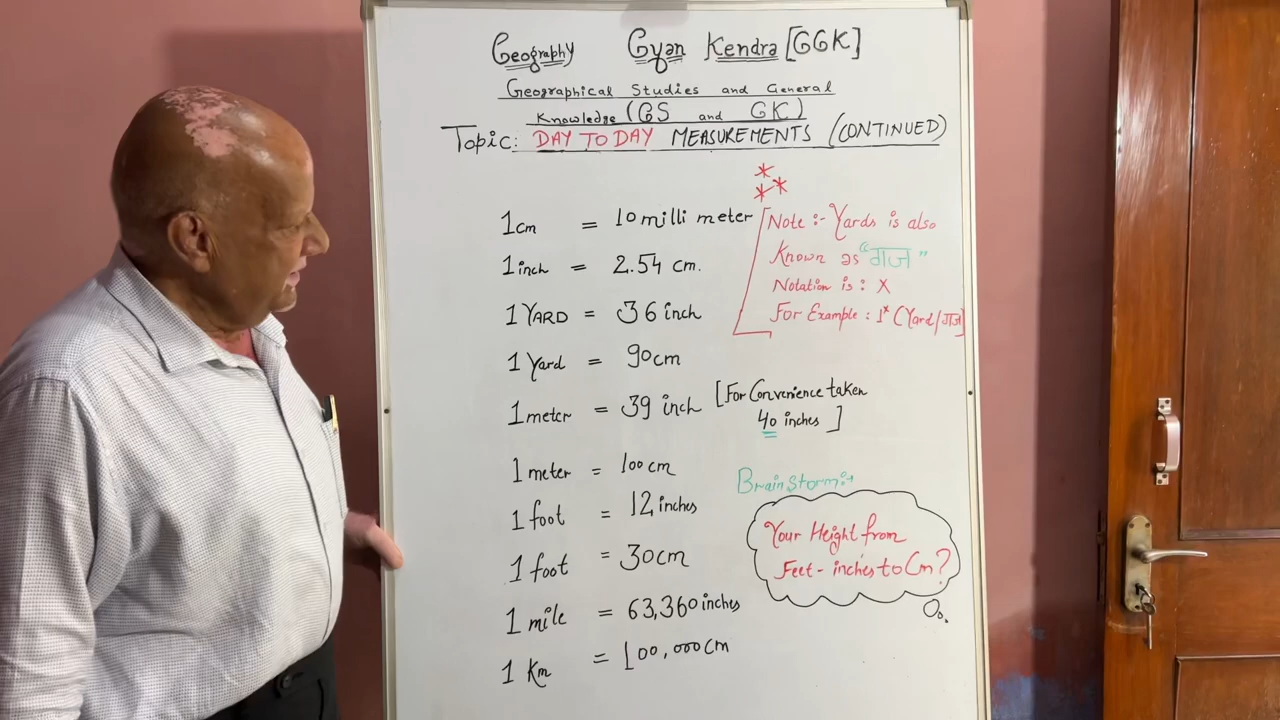 Geography Gyan Kendra [GGK]
Geographical Studies and General
Knowledge (GS and GK)
Topic: DAY TO DAY MEASUREMENTS (CONTINUED)
1cm = 10 milli meter
1 inch = 2.54 cm.
1 YARD = 36 inch
1 Yard = 90cm
1 meter = 39 inch [For Convenience taken
40 inches]
1 meter = 100 cm
1 foot = 12 inches
1 foot = 30cm
1 mile = 63,360 inches
1 Km = 100,000 cm
[Note :- Yards is also
Known as "गज"
Notation is : X
For Example : 1ˣ (Yard/गज)]
Brainstorm:-
Your Height from
Feet - inches to Cm?